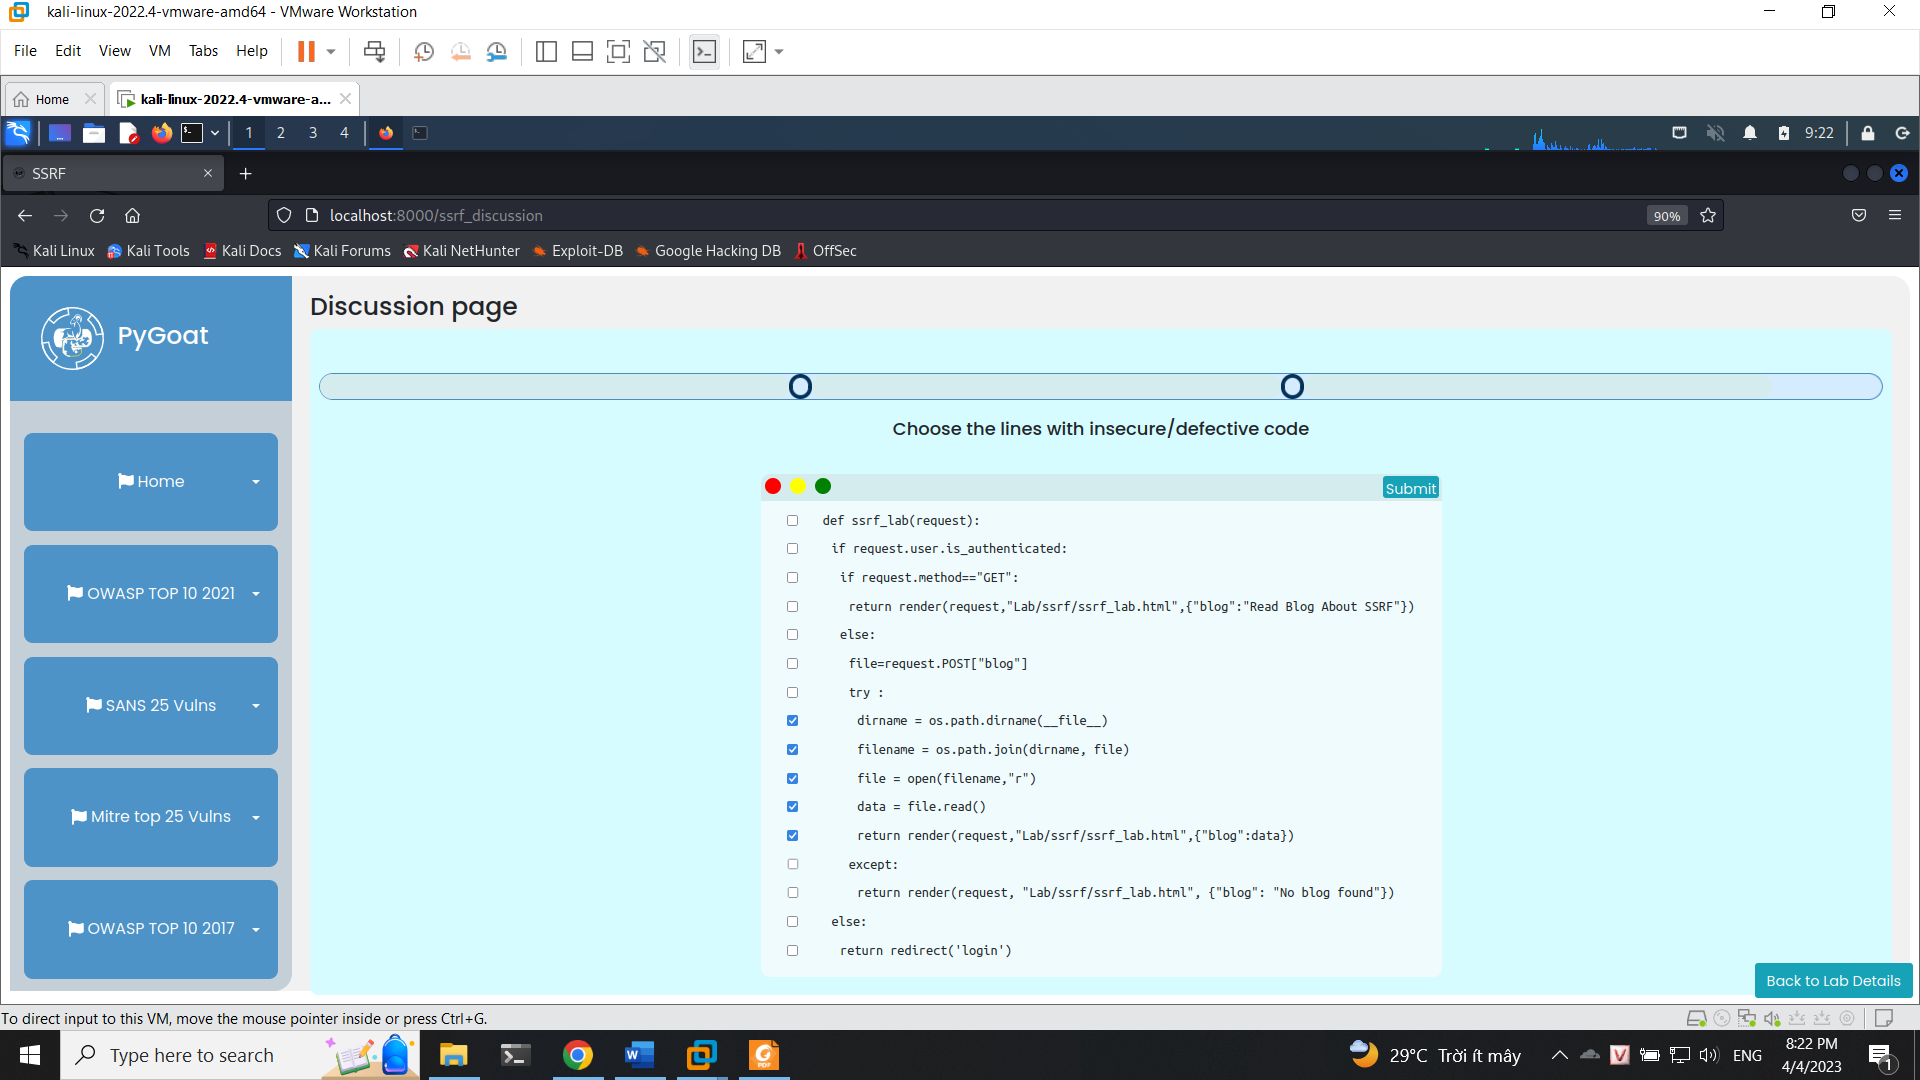 kali-linux-2022.4-vmware-amd64 - VMware Workstation
File Edit View VM Tabs Help
Home kali-linux-2022.4-vmware-a...
1 2 3 4 9:22
SSRF
localhost:8000/ssrf_discussion 90%
Kali Linux Kali Tools Kali Docs Kali Forums Kali NetHunter Exploit-DB Google Hacking DB OffSec
PyGoat
Home
OWASP TOP 10 2021
SANS 25 Vulns
Mitre top 25 Vulns
OWASP TOP 10 2017
Discussion page
Choose the lines with insecure/defective code
Submit
def ssrf_lab(request):
if request.user.is_authenticated:
if request.method=="GET":
return render(request,"Lab/ssrf/ssrf_lab.html",{"blog":"Read Blog About SSRF"})
else:
file=request.POST["blog"]
try :
dirname = os.path.dirname(__file__)
filename = os.path.join(dirname, file)
file = open(filename,"r")
data = file.read()
return render(request,"Lab/ssrf/ssrf_lab.html",{"blog":data})
except:
return render(request, "Lab/ssrf/ssrf_lab.html", {"blog": "No blog found"})
else:
return redirect('login')
Back to Lab Details
To direct input to this VM, move the mouse pointer inside or press Ctrl+G.
Type here to search
29°C Trời ít mây
ENG
8:22 PM
4/4/2023
1